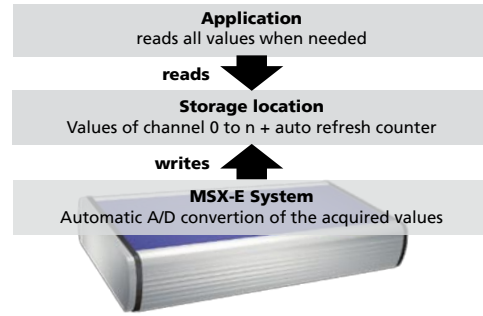 Application
reads all values when needed
reads
Storage location
Values of channel 0 to n + auto refresh counter
writes
MSX-E System
Automatic A/D convertion of the acquired values